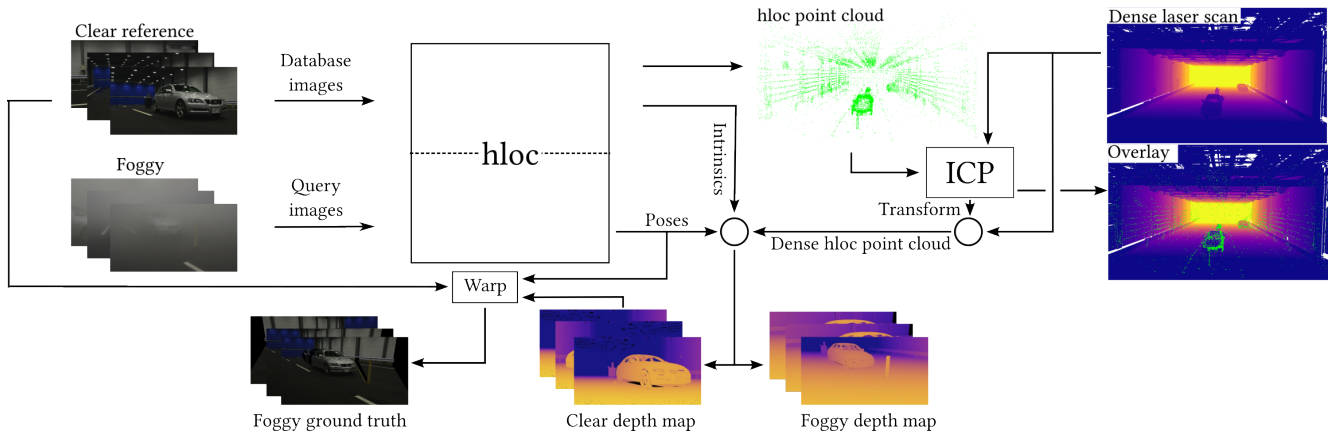 Clear reference
Database
images
Foggy
Query
images
hloc
hloc point cloud
Dense laser scan
Overlay
Intrinsics
ICP
Transform
Poses
Dense hloc point cloud
Warp
Foggy ground truth
Clear depth map
Foggy depth map